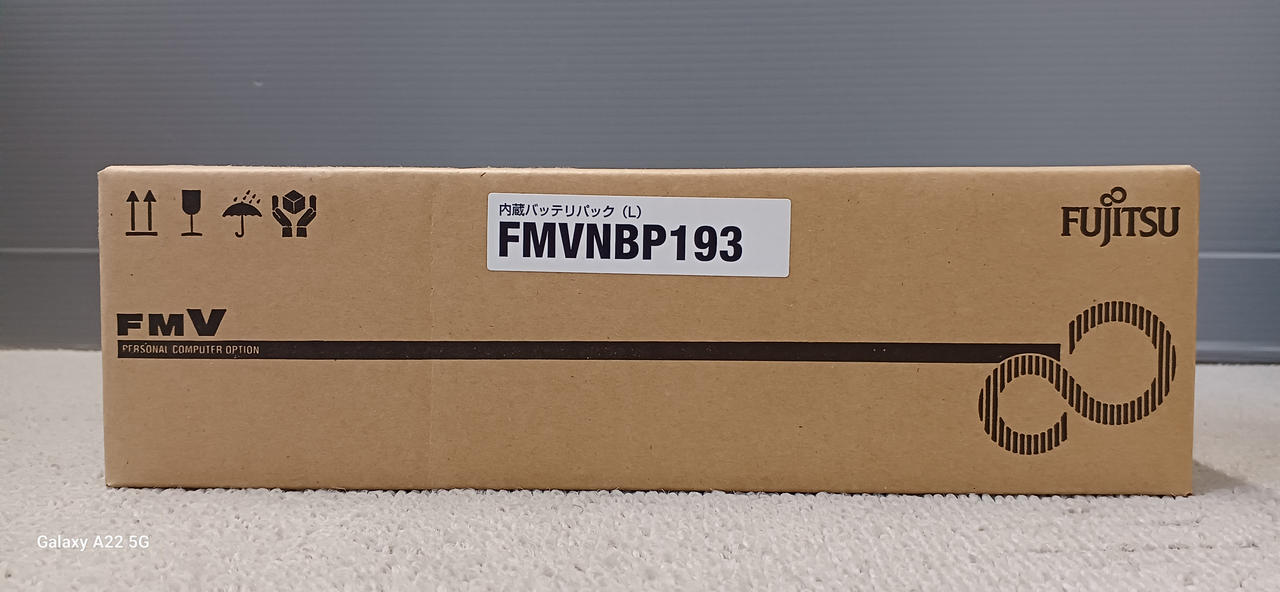 内蔵バッテリパック（L）
FMVNBP193
FUJITSU
FMV
PERSONAL COMPUTER OPTION
Galaxy A22 5G